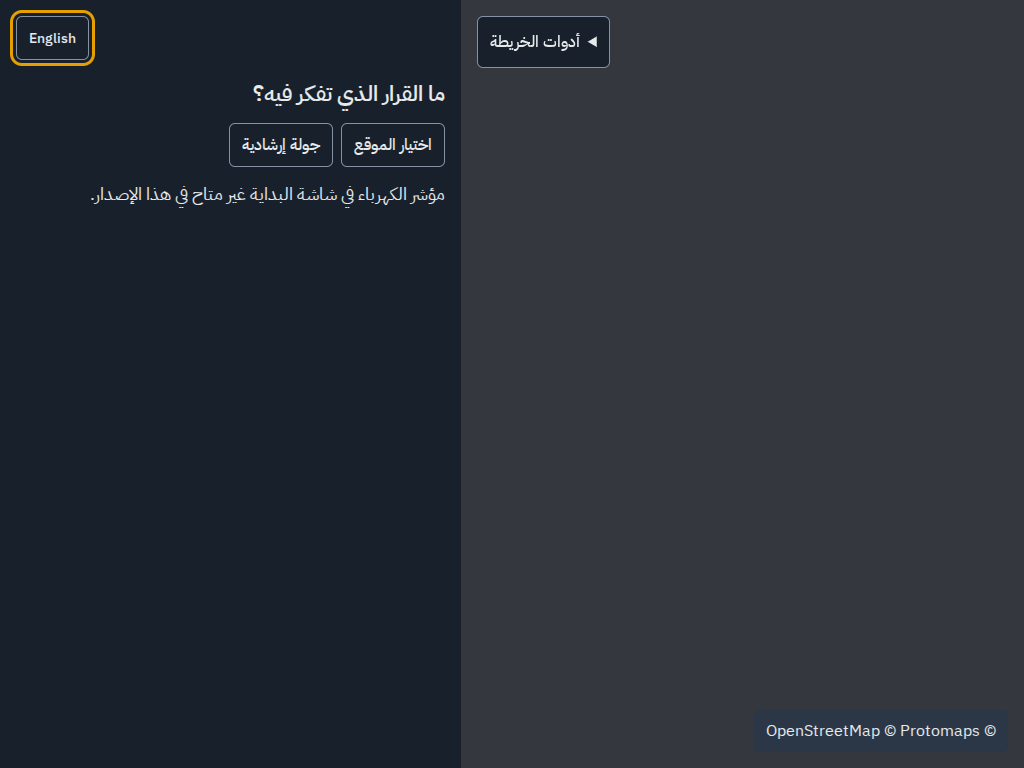 English
ما القرار الذي تفكر فيه؟
اختيار الموقع
جولة إرشادية
مؤشر الكهرباء في شاشة البداية غير متاح في هذا الإصدار.
أدوات الخريطة
OpenStreetMap © Protomaps ©